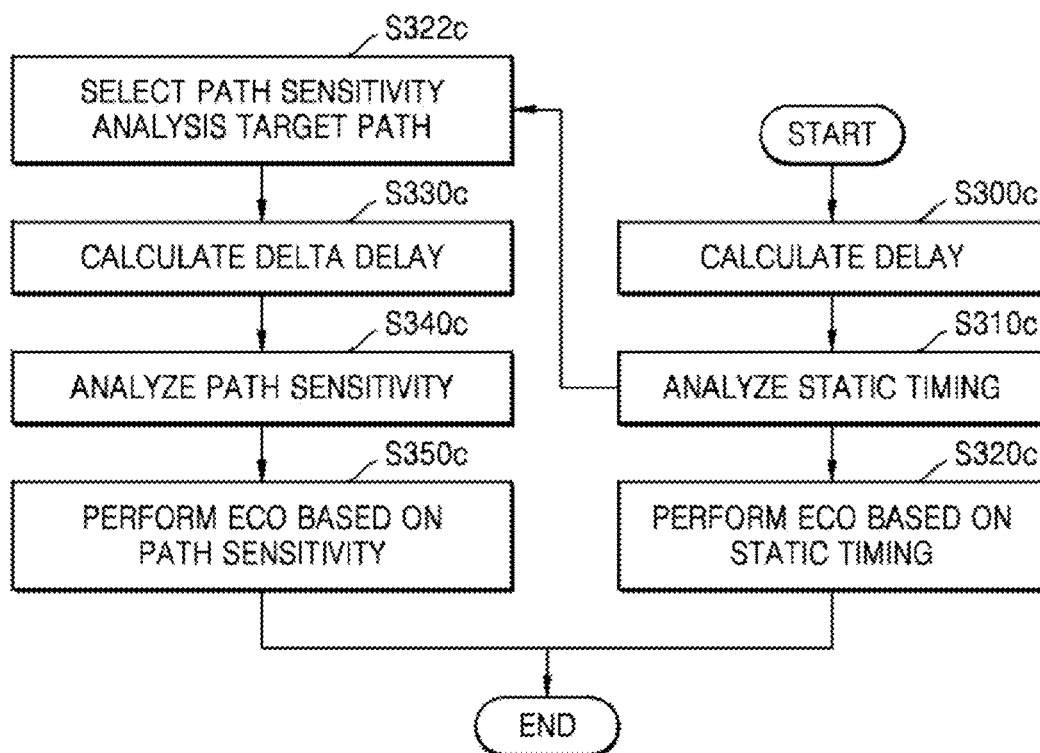 S322c
SELECT PATH SENSITIVITY
ANALYSIS TARGET PATH
START
S330c
CALCULATE DELTA DELAY
S300c
CALCULATE DELAY
S340c
ANALYZE PATH SENSITIVITY
S310c
ANALYZE STATIC TIMING
S350c
PERFORM ECO BASED ON
PATH SENSITIVITY
S320c
PERFORM ECO BASED ON
STATIC TIMING
END